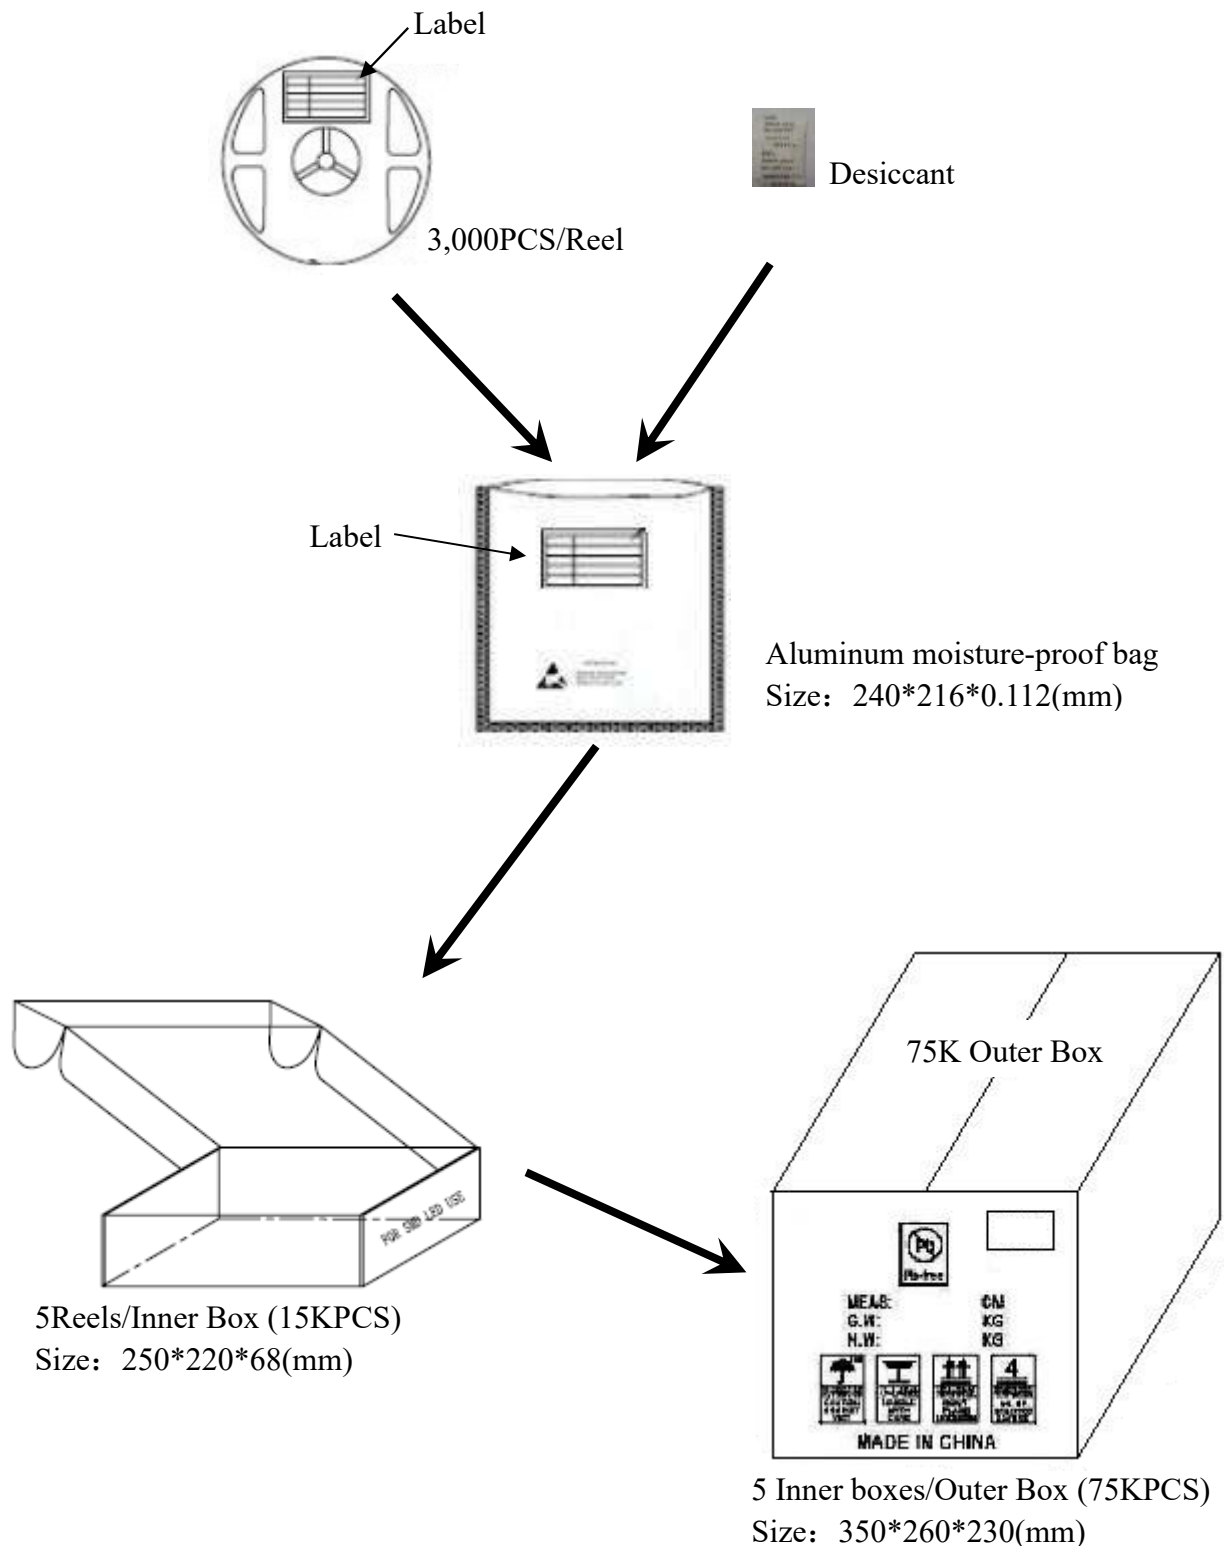 Label
Desiccant
3,000PCS/Reel
Label
Aluminum moisture-proof bag
Size：240*216*0.112(mm)
75K Outer Box
FOR SMD LED USE
5Reels/Inner Box (15KPCS)
Size：250*220*68(mm)
Pb
Pb-free
MEAS: CM
G.W: KG
N.W: KG
4
MADE IN CHINA
5 Inner boxes/Outer Box (75KPCS)
Size：350*260*230(mm)